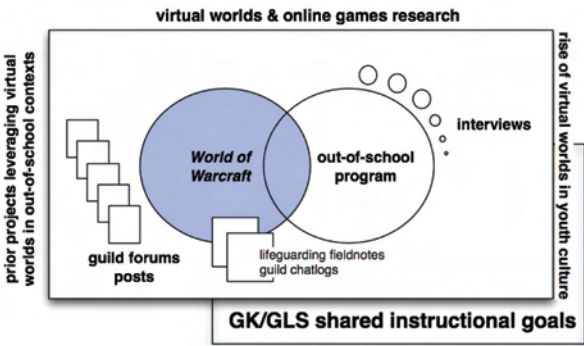 virtual worlds & online games research
prior projects leveraging virtual
worlds in out-of-school contexts
World of
Warcraft
out-of-school
program
interviews
rise of virtual worlds in youth culture
guild forums
posts
lifeguarding fieldnotes
guild chatlogs
GK/GLS shared instructional goals